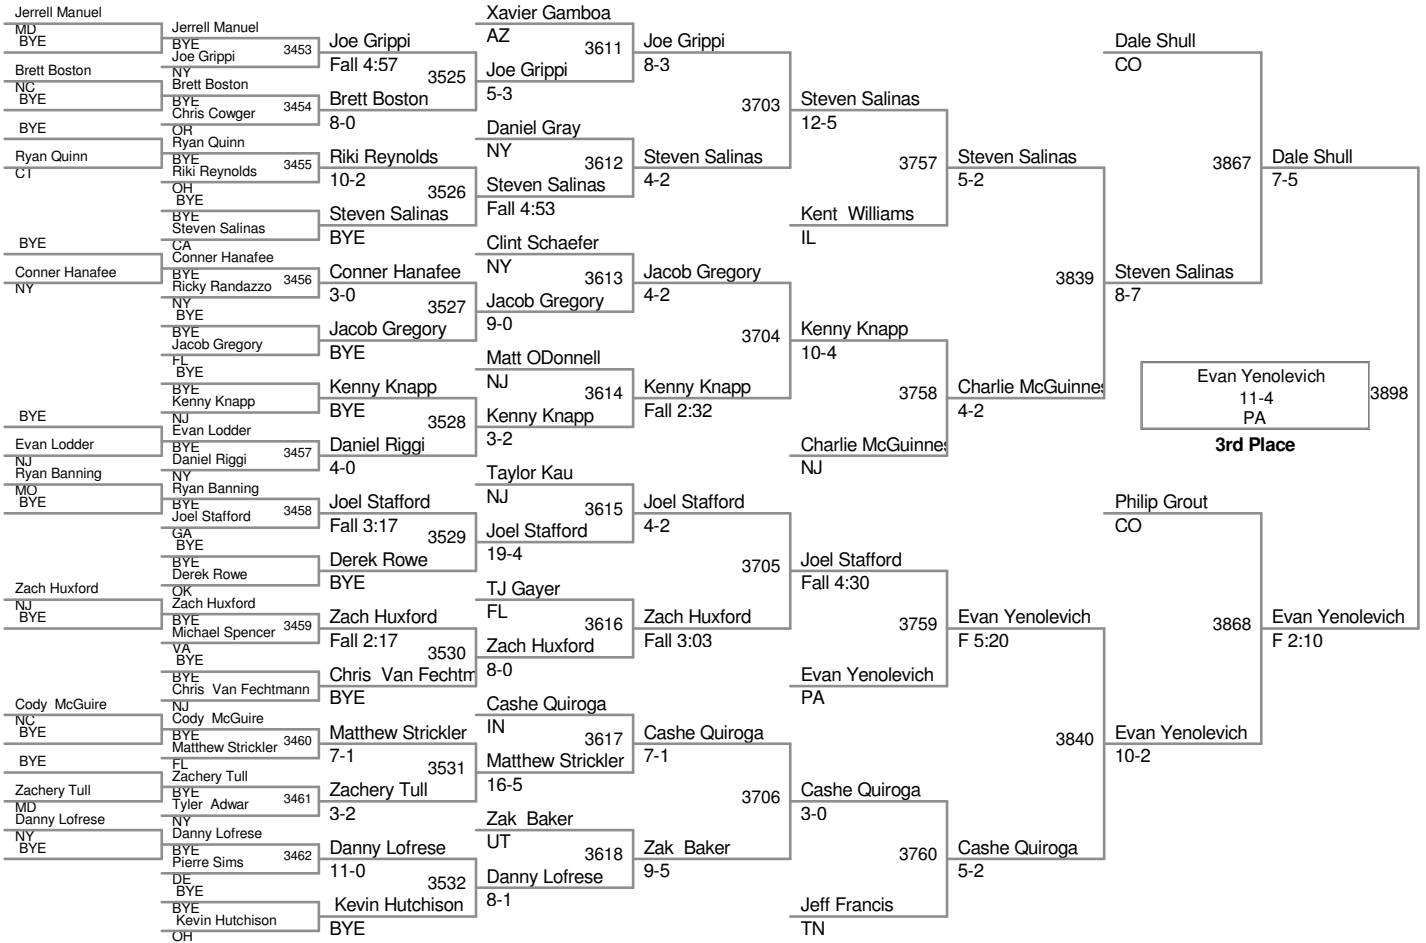 Jerrell Manuel
MD
BYE
Brett Boston
NC
BYE
BYE
Ryan Quinn
CT
BYE
Conner Hanafee
NY
BYE
Evan Lodder
NJ
Ryan Banning
MO
BYE
Zach Huxford
NJ
BYE
Cody McGuire
NC
BYE
BYE
Zachery Tull
MD
Danny Lofrese
NY
BYE
Jerrell Manuel
BYE
3453
Joe Grippi
NY
Brett Boston
BYE
3454
Chris Cowger
OR
Ryan Quinn
BYE
3455
Riki Reynolds
OH
BYE
BYE
Steven Salinas
CA
Conner Hanafee
BYE
3456
Ricky Randazzo
NY
BYE
BYE
Jacob Gregory
FL
BYE
BYE
Kenny Knapp
NJ
Evan Lodder
BYE
3457
Daniel Riggi
NY
Ryan Banning
BYE
3458
Joel Stafford
GA
BYE
BYE
Derek Rowe
OK
Zach Huxford
BYE
3459
Michael Spencer
VA
BYE
BYE
Chris Van Fechtmann
NJ
Cody McGuire
BYE
3460
Matthew Strickler
FL
Zachery Tull
BYE
3461
Tyler Adwar
NY
Danny Lofrese
BYE
3462
Pierre Sims
DE
BYE
BYE
Kevin Hutchison
OH
Joe Grippi
Fall 4:57
3525
Brett Boston
8-0
Riki Reynolds
10-2
3526
Steven Salinas
BYE
Conner Hanafee
3-0
3527
Jacob Gregory
BYE
Kenny Knapp
BYE
3528
Daniel Riggi
4-0
Joel Stafford
Fall 3:17
3529
Derek Rowe
BYE
Zach Huxford
Fall 2:17
3530
Chris Van Fechtm
BYE
Matthew Strickler
7-1
3531
Zachery Tull
3-2
Danny Lofrese
11-0
3532
Kevin Hutchison
BYE
Xavier Gamboa
AZ
3611
Joe Grippi
5-3
Daniel Gray
NY
3612
Steven Salinas
Fall 4:53
Clint Schaefer
NY
3613
Jacob Gregory
9-0
Matt ODonnell
NJ
3614
Kenny Knapp
3-2
Taylor Kau
NJ
3615
Joel Stafford
19-4
TJ Gayer
FL
3616
Zach Huxford
8-0
Cashe Quiroga
IN
3617
Matthew Strickler
16-5
Zak Baker
UT
3618
Danny Lofrese
8-1
Joe Grippi
8-3
3703
Steven Salinas
4-2
Jacob Gregory
4-2
3704
Kenny Knapp
Fall 2:32
Joel Stafford
4-2
3705
Zach Huxford
Fall 3:03
Cashe Quiroga
7-1
3706
Zak Baker
9-5
Steven Salinas
12-5
3757
Kent Williams
IL
Kenny Knapp
10-4
3758
Charlie McGuinnes
NJ
Joel Stafford
Fall 4:30
3759
Evan Yenolevich
PA
Cashe Quiroga
3-0
3760
Jeff Francis
TN
Steven Salinas
5-2
3839
Charlie McGuinnes
4-2
Evan Yenolevich
F 5:20
3840
Cashe Quiroga
5-2
Dale Shull
CO
3867
Steven Salinas
8-7
Evan Yenolevich
11-4
PA
3898
3rd Place
Philip Grout
CO
3868
Evan Yenolevich
10-2
Dale Shull
7-5
Evan Yenolevich
F 2:10